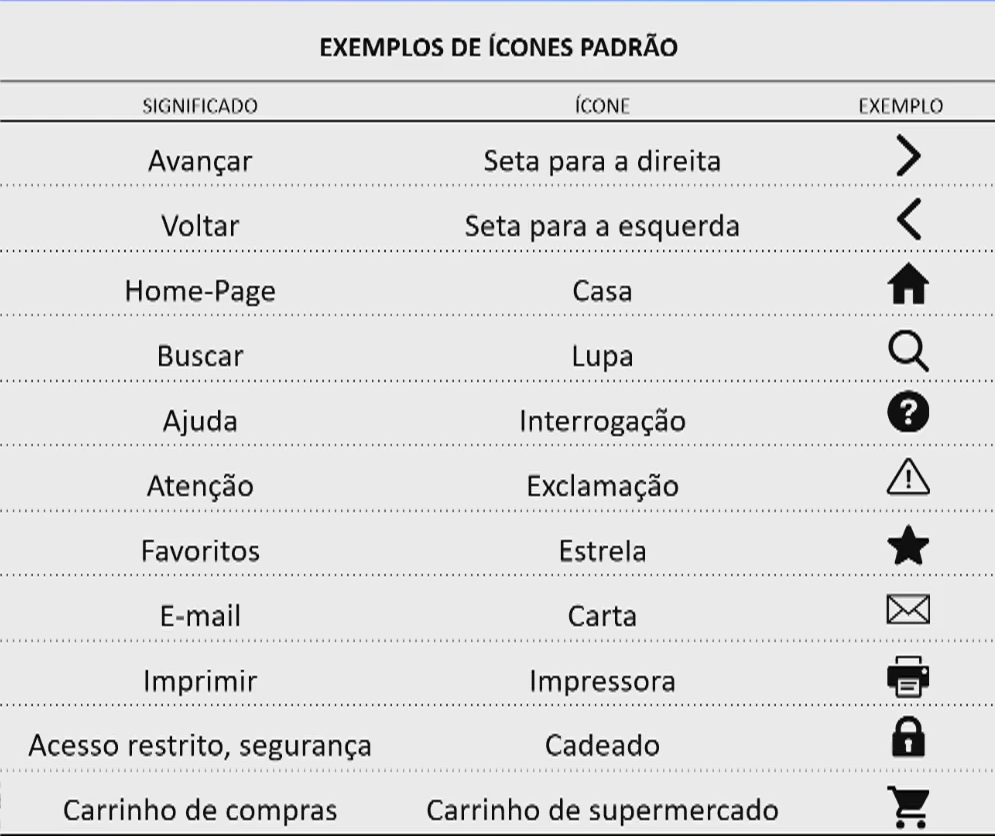 EXEMPLOS DE ÍCONES PADRÃO
SIGNIFICADO ÍCONE EXEMPLO
Avançar Seta para a direita
Voltar Seta para a esquerda
Home-Page Casa
Buscar Lupa
Ajuda Interrogação ?
Atenção Exclamação !
Favoritos Estrela
E-mail Carta
Imprimir Impressora
Acesso restrito, segurança Cadeado
Carrinho de compras Carrinho de supermercado